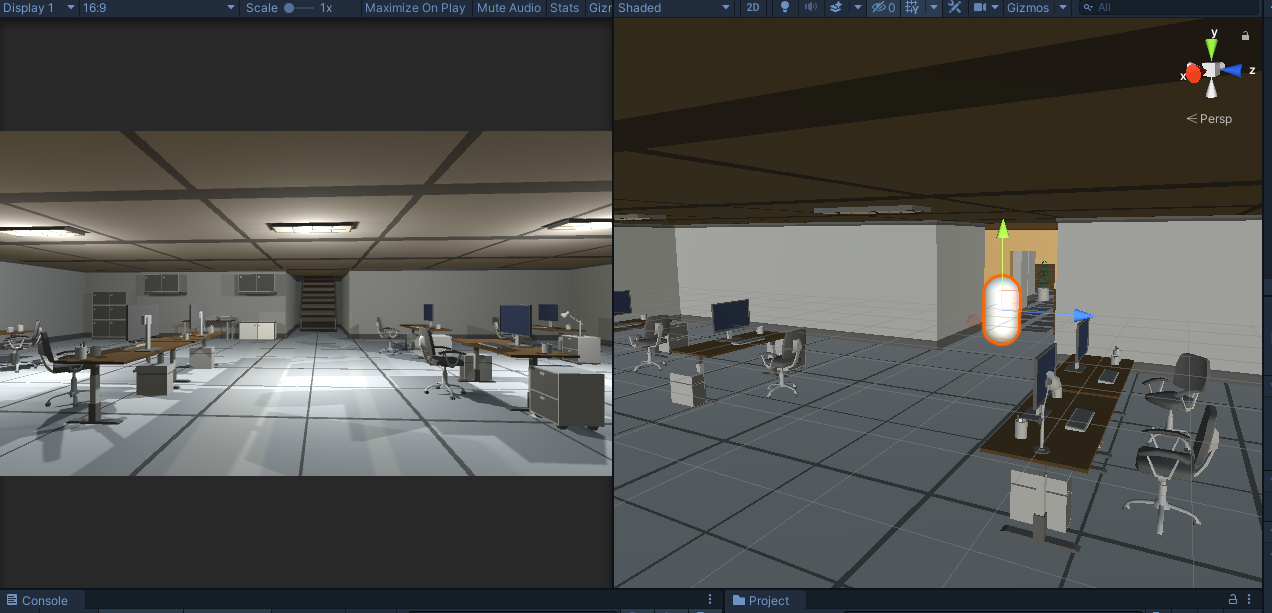 Display 1 16:9 Scale 1x Maximize On Play Mute Audio Stats Giz
Shaded 2D 0 Gizmos All
y
x z
Persp
Console
Project